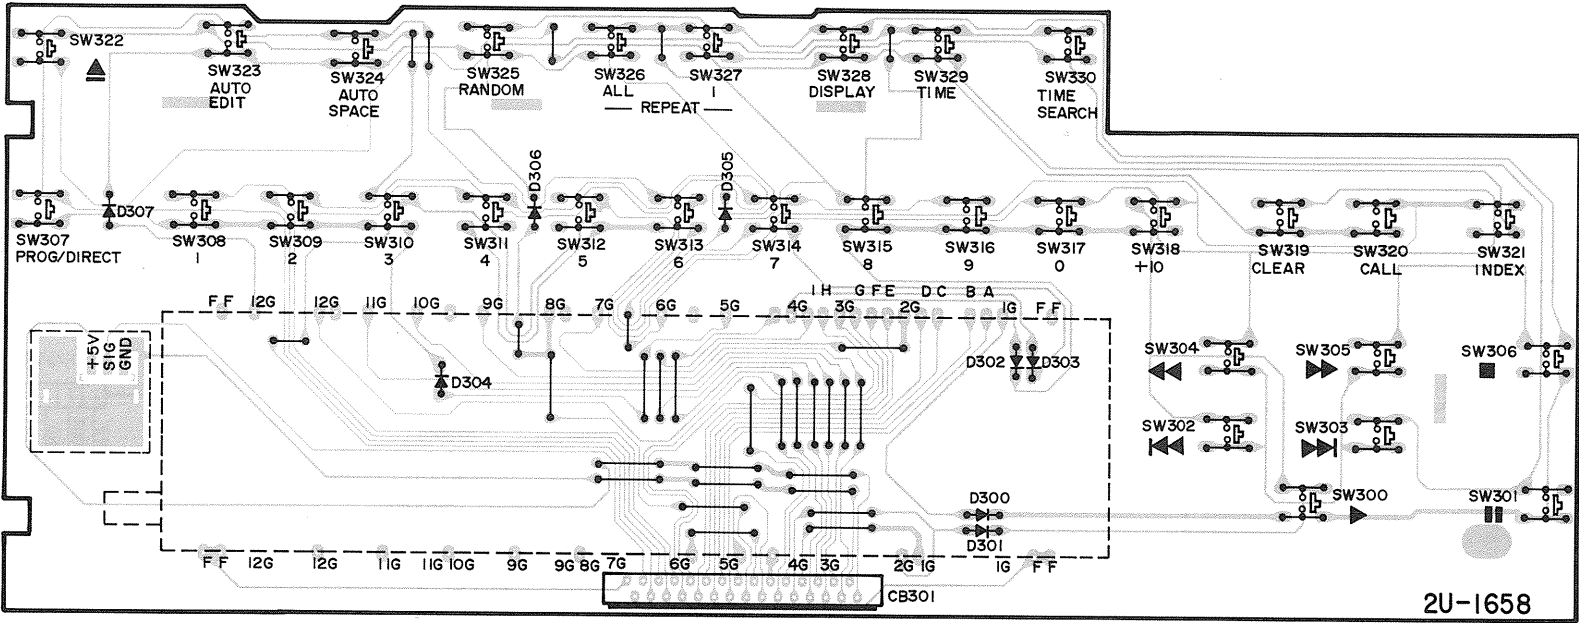 SW322
SW323
AUTO
EDIT
SW324
AUTO
SPACE
SW325
RANDOM
SW326
ALL
SW327
1
REPEAT
SW328
DISPLAY
SW329
TIME
SW330
TIME
SEARCH
SW307
PROG/DIRECT
D307
SW308
1
SW309
2
SW310
3
SW311
4
D306
SW312
5
SW313
6
D305
SW314
7
SW315
8
SW316
9
SW317
0
SW318
+10
SW319
CLEAR
SW320
CALL
SW321
INDEX
F F 12G 12G 11G 10G 9G 8G 7G 6G 5G 4G I H 3G G F E 2G D C B A 1G F F
+5V
SIG
GND
D304
D302
D303
SW304
SW305
SW306
SW302
SW303
D300
D301
SW300
SW301
F F 12G 12G 11G 11G 10G 9G 9G 8G 7G 6G 5G 4G 3G 2G 1G 1G F F
CB301
2U-1658